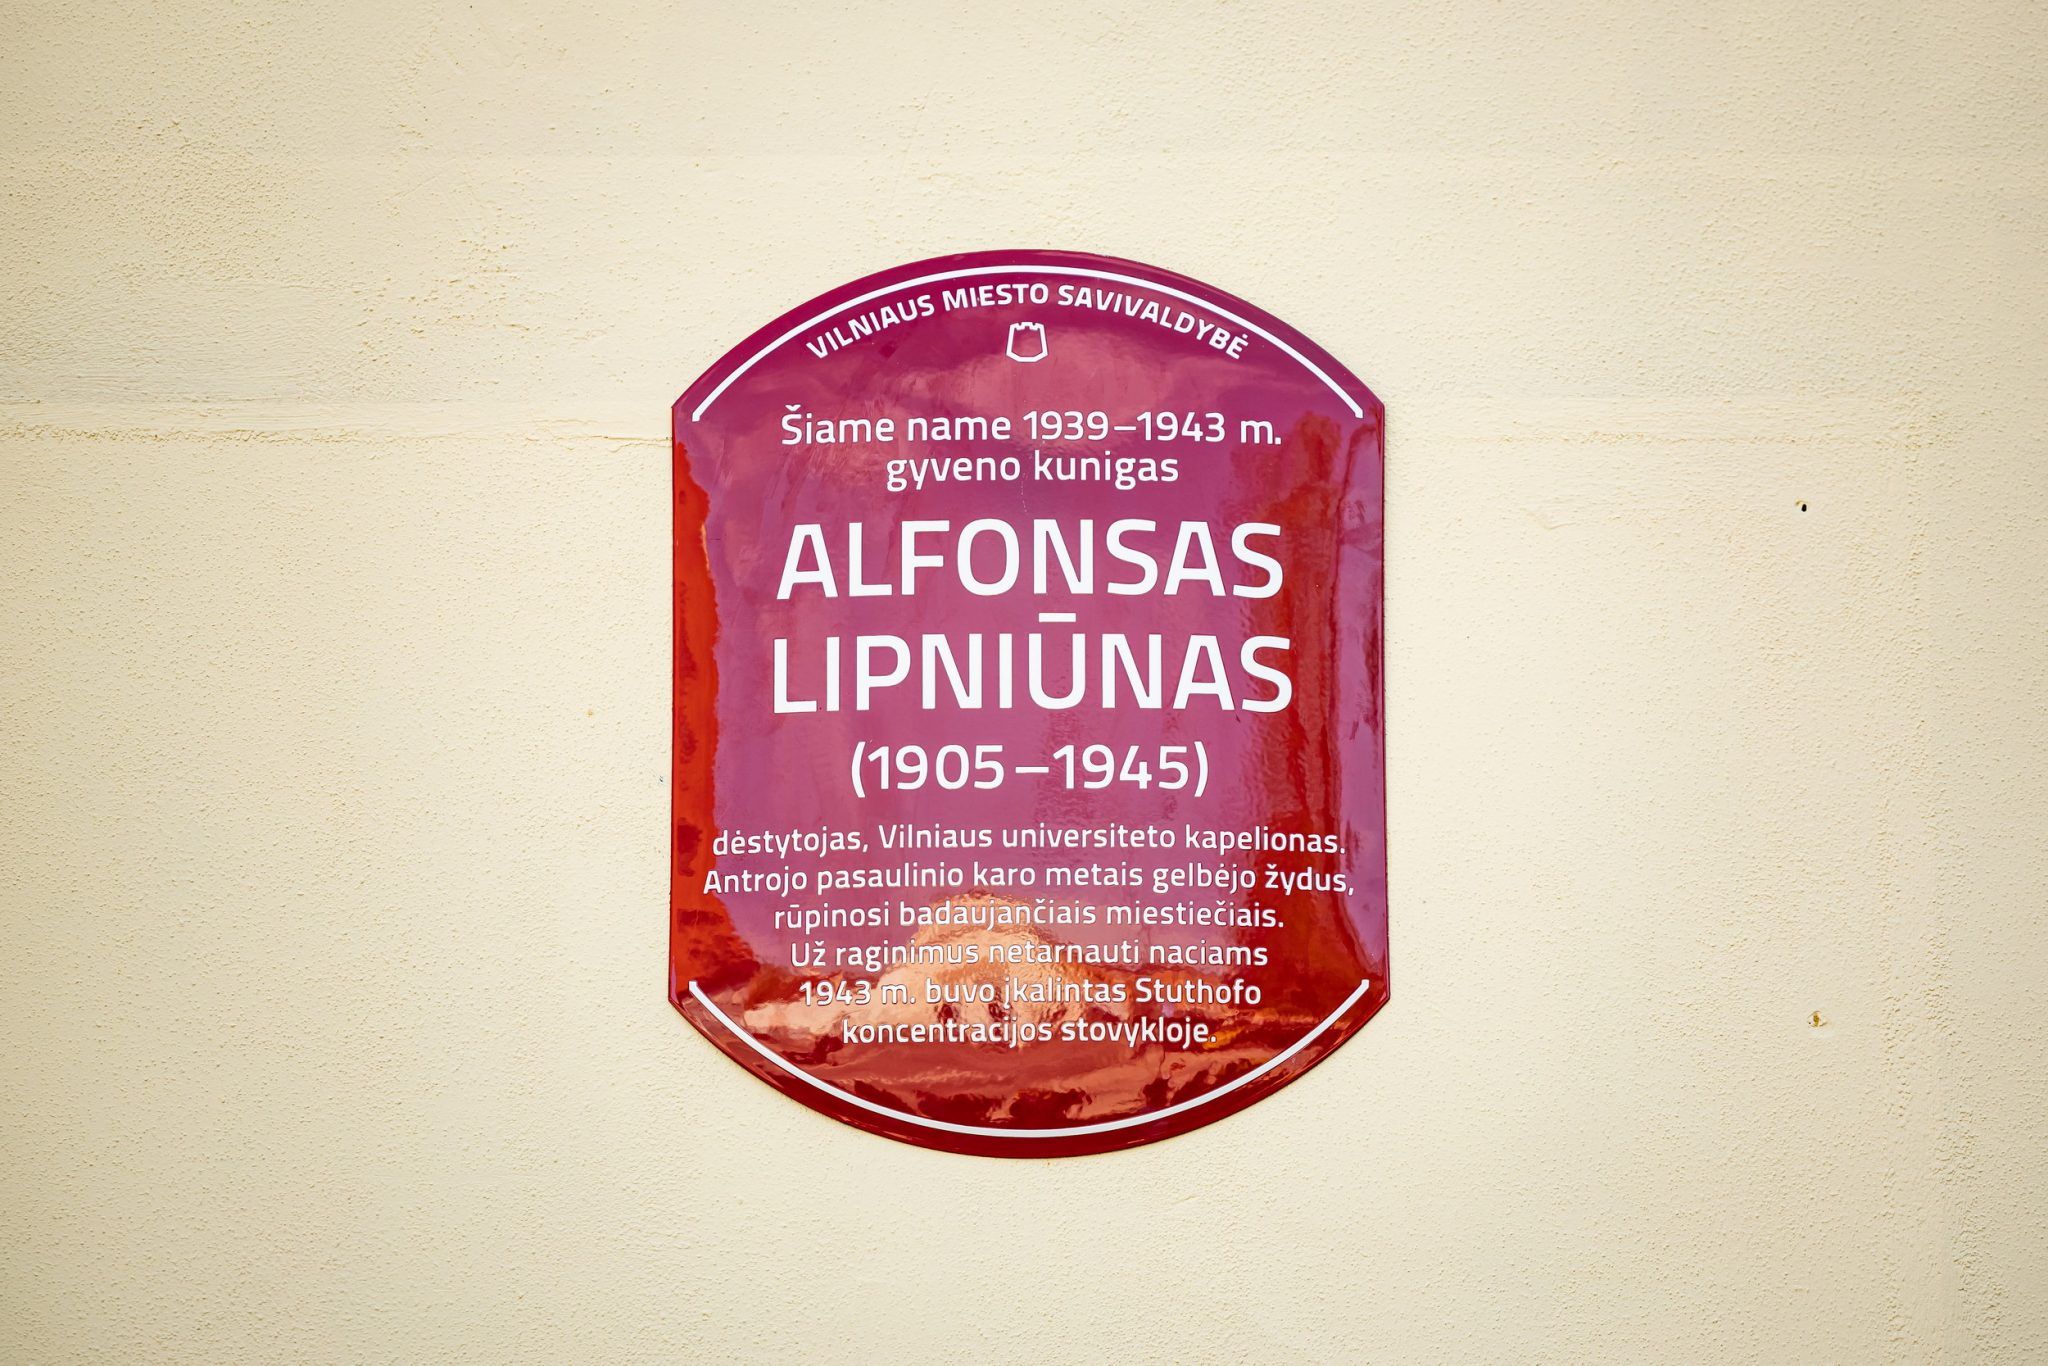 VILNIAUS MIESTO SAVIVALDYBĖ
Šiame name 1939–1943 m.
gyveno kunigas
ALFONSAS
LIPNIŪNAS
(1905–1945)
dėstytojas, Vilniaus universiteto kapelionas.
Antrojo pasaulinio karo metais gelbėjo žydus,
rūpinosi badaujančiais miestiečiais.
Už raginimus netarnauti naciams
1943 m. buvo įkalintas Stuthofo
koncentracijos stovykloje.